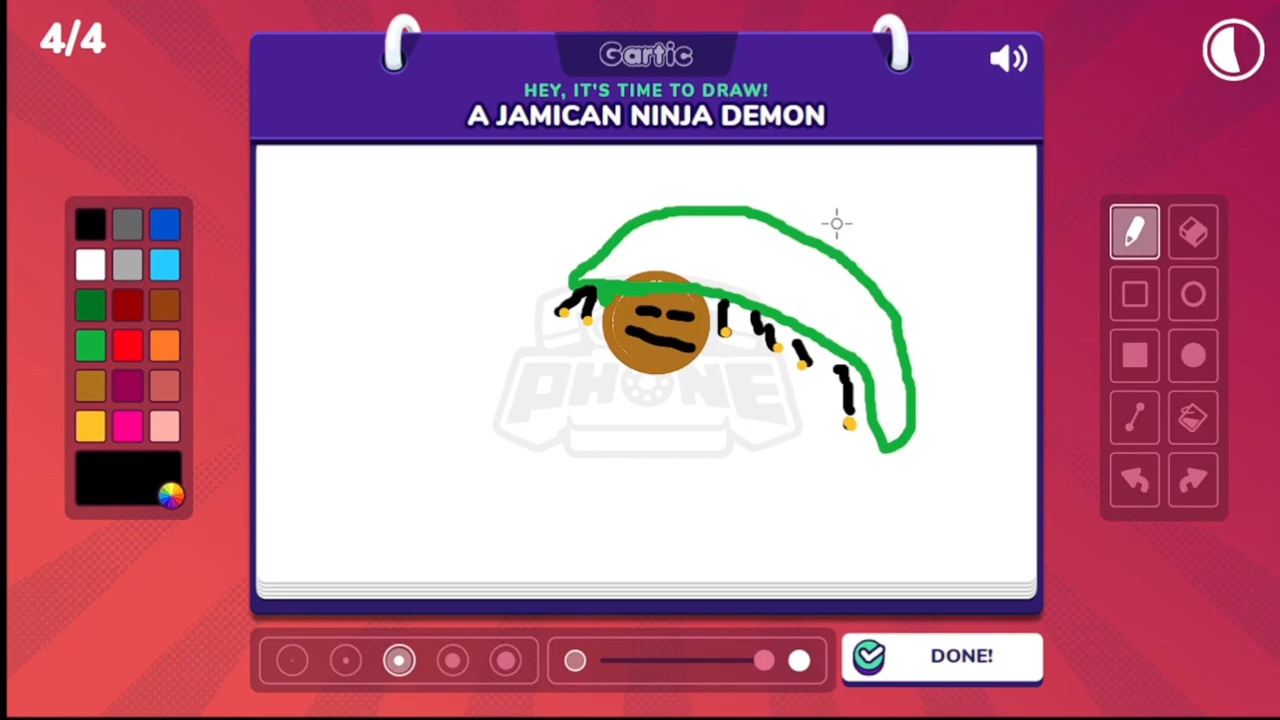 4/4
Gartic
HEY, IT'S TIME TO DRAW!
A JAMICAN NINJA DEMON
PHONE
DONE!